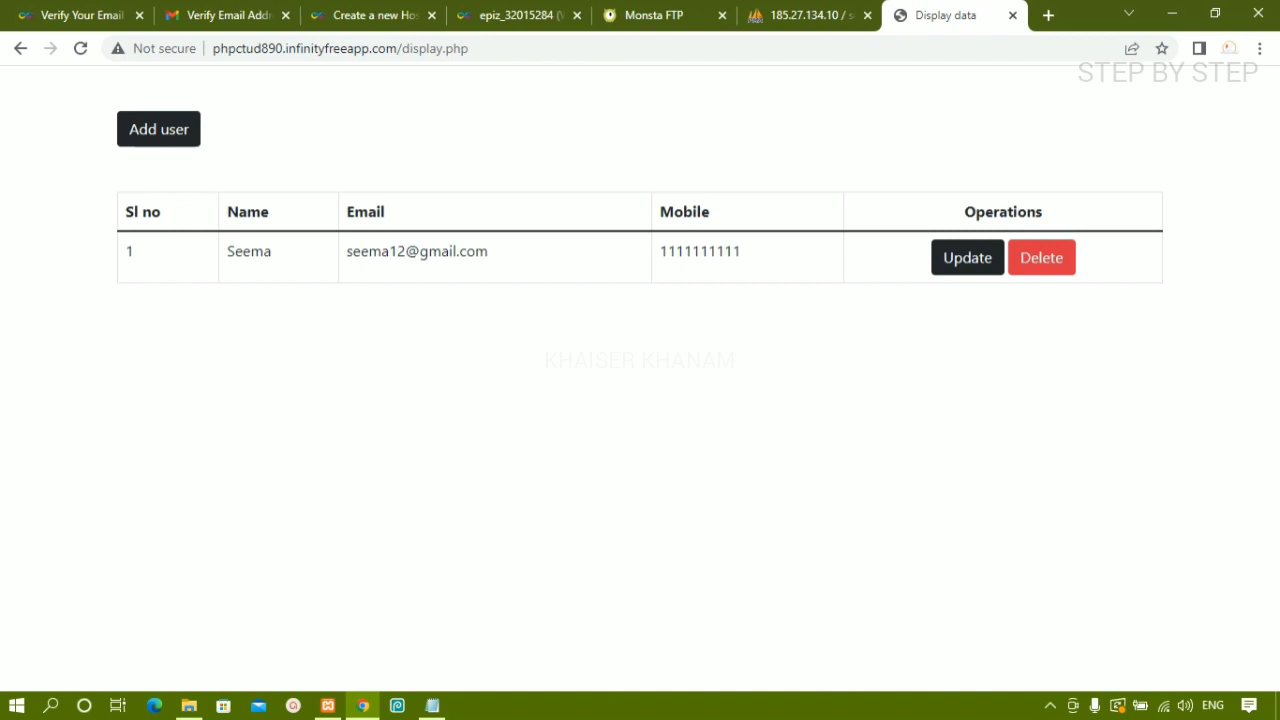 Verify Your Email
Verify Email Add
Create a new Ho
epiz_32015284 (
Monsta FTP
185.27.134.10 / s
Display data
Not secure
phpctud890.infinityfreeapp.com/display.php
STEP BY STEP
Add user
Sl no Name Email Mobile Operations
1 Seema seema12@gmail.com 1111111111 Update Delete
KHAISER KHANAM
ENG